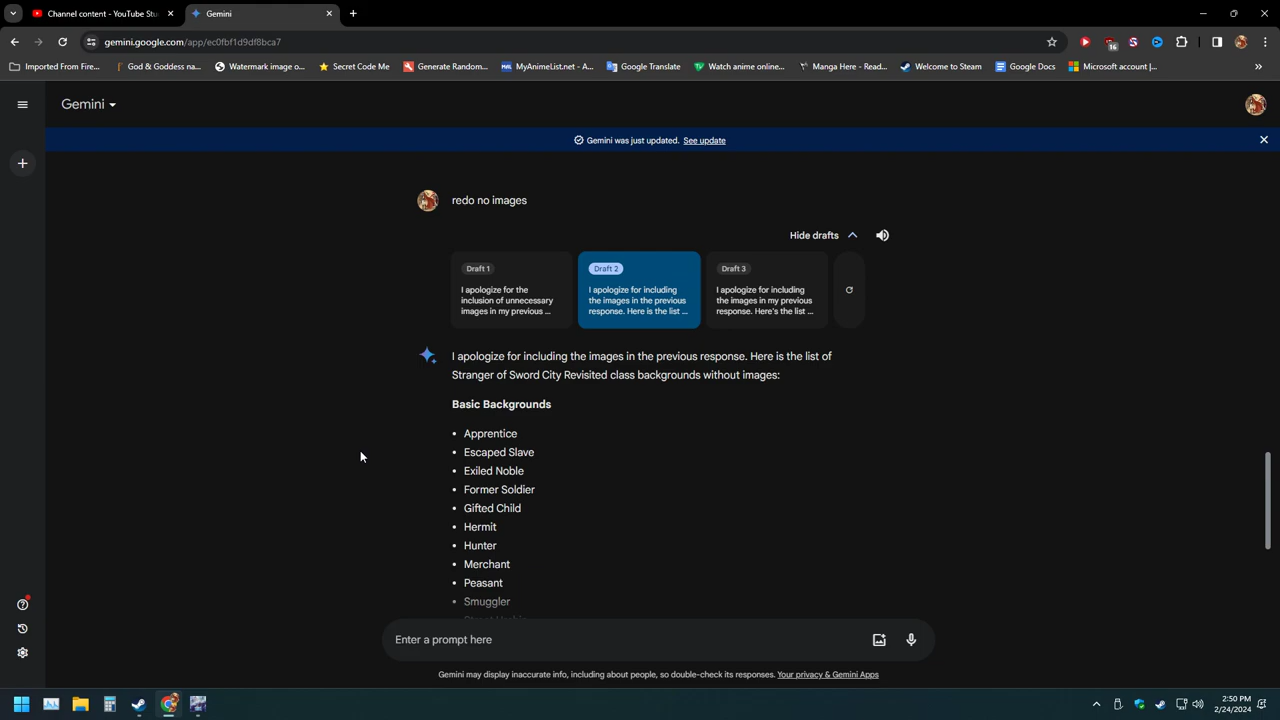 Channel content - YouTube Stu
Gemini
gemini.google.com/app/ec0fbf1d9df8bca7
16
Imported From Fire...
God & Goddess na...
Watermark image o...
Secret Code Me
Generate Random...
MyAnimeList.net - A...
Google Translate
Watch anime online...
Manga Here - Read...
Welcome to Steam
Google Docs
Microsoft account |...
Gemini
Gemini was just updated. See update
redo no images
Hide drafts
Draft 1
I apologize for the
inclusion of unnecessary
images in my previous ...
Draft 2
I apologize for including
the images in the previous
response. Here is the list ...
Draft 3
I apologize for including
the images in my previous
response. Here's the list ...
I apologize for including the images in the previous response. Here is the list of
Stranger of Sword City Revisited class backgrounds without images:
Basic Backgrounds
• Apprentice
• Escaped Slave
• Exiled Noble
• Former Soldier
• Gifted Child
• Hermit
• Hunter
• Merchant
• Peasant
• Smuggler
Enter a prompt here
Gemini may display inaccurate info, including about people, so double-check its responses. Your privacy & Gemini Apps
2:50 PM
2/24/2024